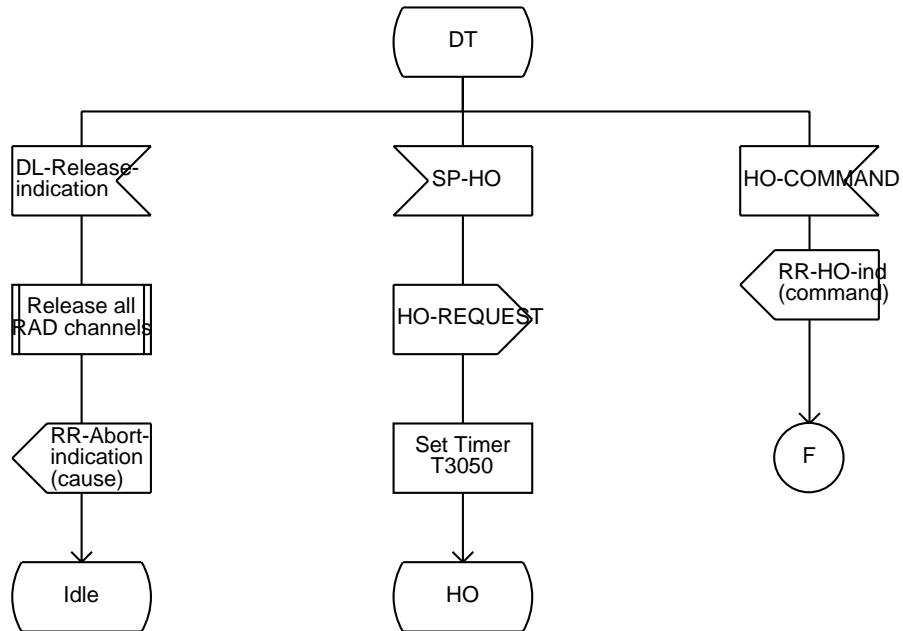 DT
DL-Release-
indication
SP-HO
HO-COMMAND
RR-HO-ind
(command)
Release all
RAD channels
HO-REQUEST
RR-Abort-
indication
(cause)
Set Timer
T3050
F
Idle
HO